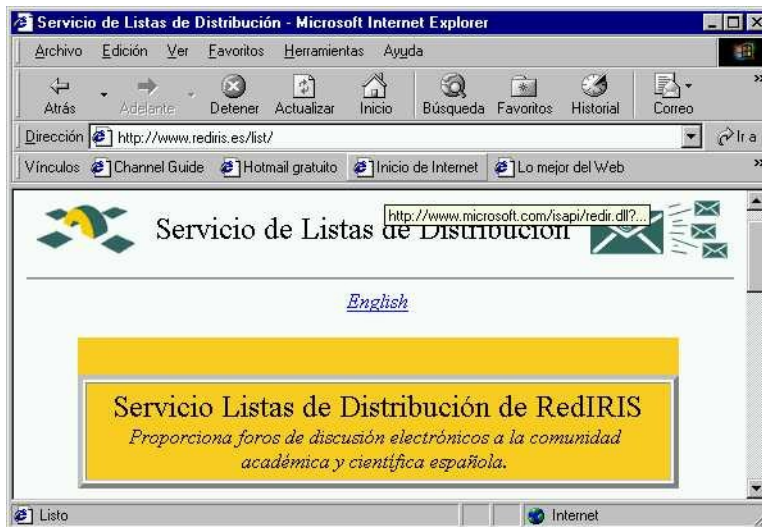 Servicio de Listas de Distribución - Microsoft Internet Explorer
Archivo Edición Ver Favoritos Herramientas Ayuda
Atrás Adelante Detener Actualizar Inicio Búsqueda Favoritos Historial Correo
Dirección http://www.rediris.es/list/ Ir a
Vínculos Channel Guide Hotmail gratuito Inicio de Internet Lo mejor del Web
http://www.microsoft.com/isapi/redir.dll?...
Servicio de Listas de Distribución
English
Servicio Listas de Distribución de RedIRIS
Proporciona foros de discusión electrónicos a la comunidad
académica y científica española.
Listo Internet